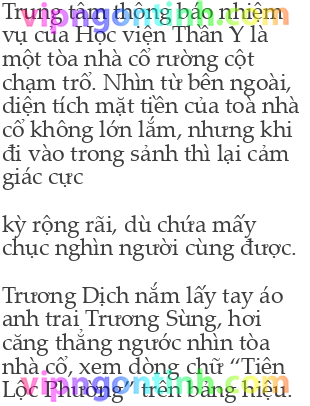 Trung tâm thông báo nhiệm
vụ của Học viện Thần Y là
một tòa nhà cổ rường cột
chạm trổ. Nhìn từ bên ngoài,
diện tích mặt tiền của toà nhà
cổ không lớn lắm, nhưng khi
đi vào trong sảnh thì lại cảm
giác cực
kỳ rộng rãi, dù chứa mấy
chục nghìn người cùng được.
Trương Dịch nắm lấy tay áo
anh trai Trương Sùng, hơi
căng thẳng ngước nhìn tòa
nhà cổ, xem dòng chữ “Tiên
Lộc Phường” trên bảng hiệu.
vipngontinh.com
vipngontinh.com